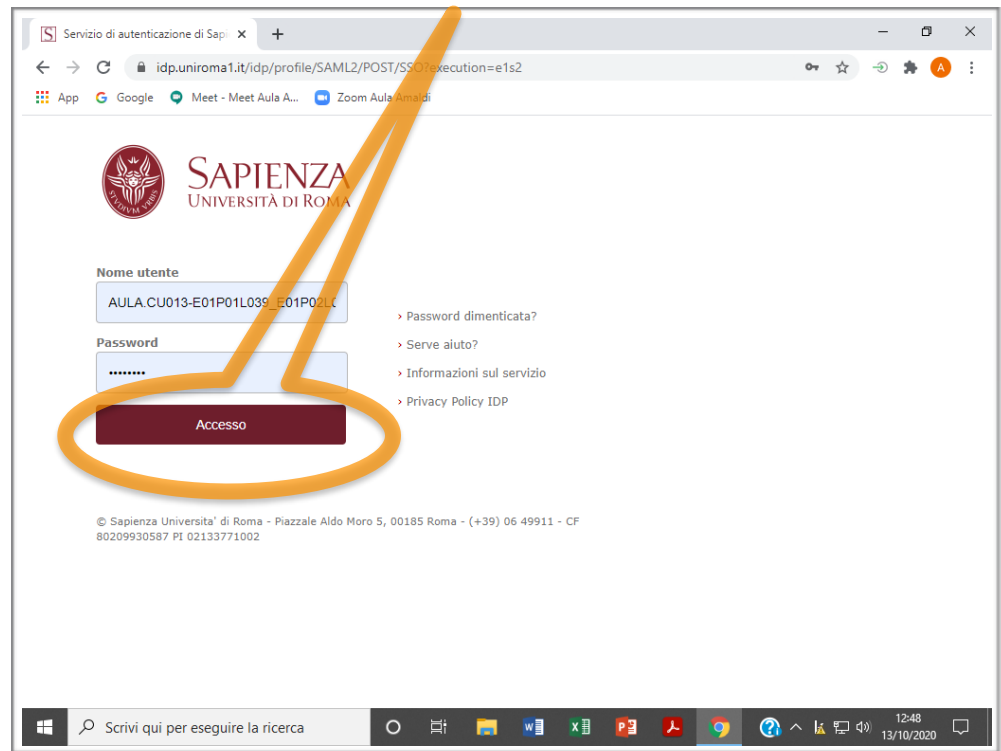 Servizio di autenticazione di Sapi
idp.uniroma1.it/idp/profile/SAML2/POST/SSO?execution=e1s2
A
App Google Meet - Meet Aula A... Zoom Aula Amaldi
STVDIVM VRBIS
SAPIENZA
UNIVERSITÀ DI ROMA
Nome utente
AULA.CU013-E01P01L039_E01P02L(
Password
Accesso
› Password dimenticata?
› Serve aiuto?
› Informazioni sul servizio
› Privacy Policy IDP
© Sapienza Universita' di Roma - Piazzale Aldo Moro 5, 00185 Roma - (+39) 06 49911 - CF
80209930587 PI 02133771002
Scrivi qui per eseguire la ricerca
12:48
13/10/2020